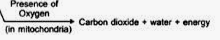 Presence of
Oxygen
(in mitochondria)
Carbon dioxide + water + energy